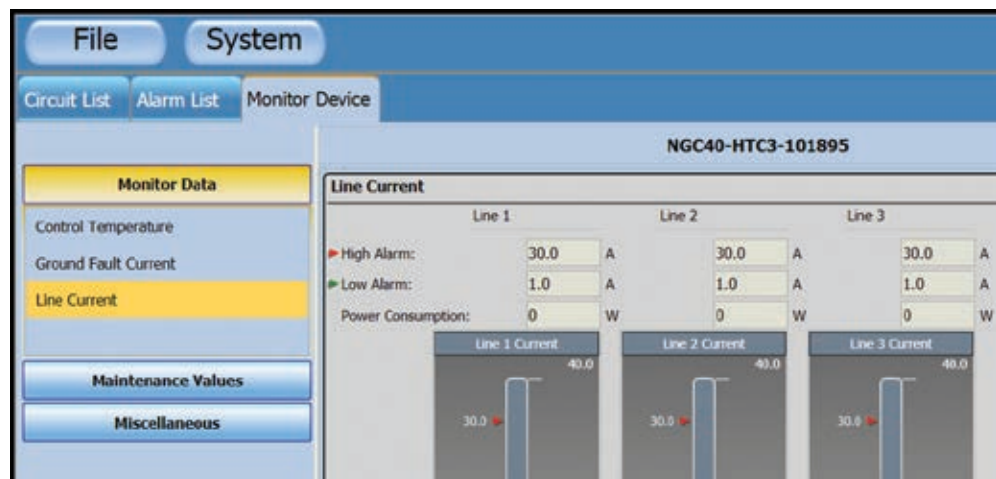 File System
Circuit List Alarm List Monitor Device
NGC40-HTC3-101895
Monitor Data
Control Temperature
Ground Fault Current
Line Current
Maintenance Values
Miscellaneous
Line Current
Line 1 Line 2 Line 3
High Alarm: 30.0 A 30.0 A 30.0 A
Low Alarm: 1.0 A 1.0 A 1.0 A
Power Consumption: 0 W 0 W 0 W
Line 1 Current Line 2 Current Line 3 Current
40.0 40.0 40.0
30.0 30.0 30.0